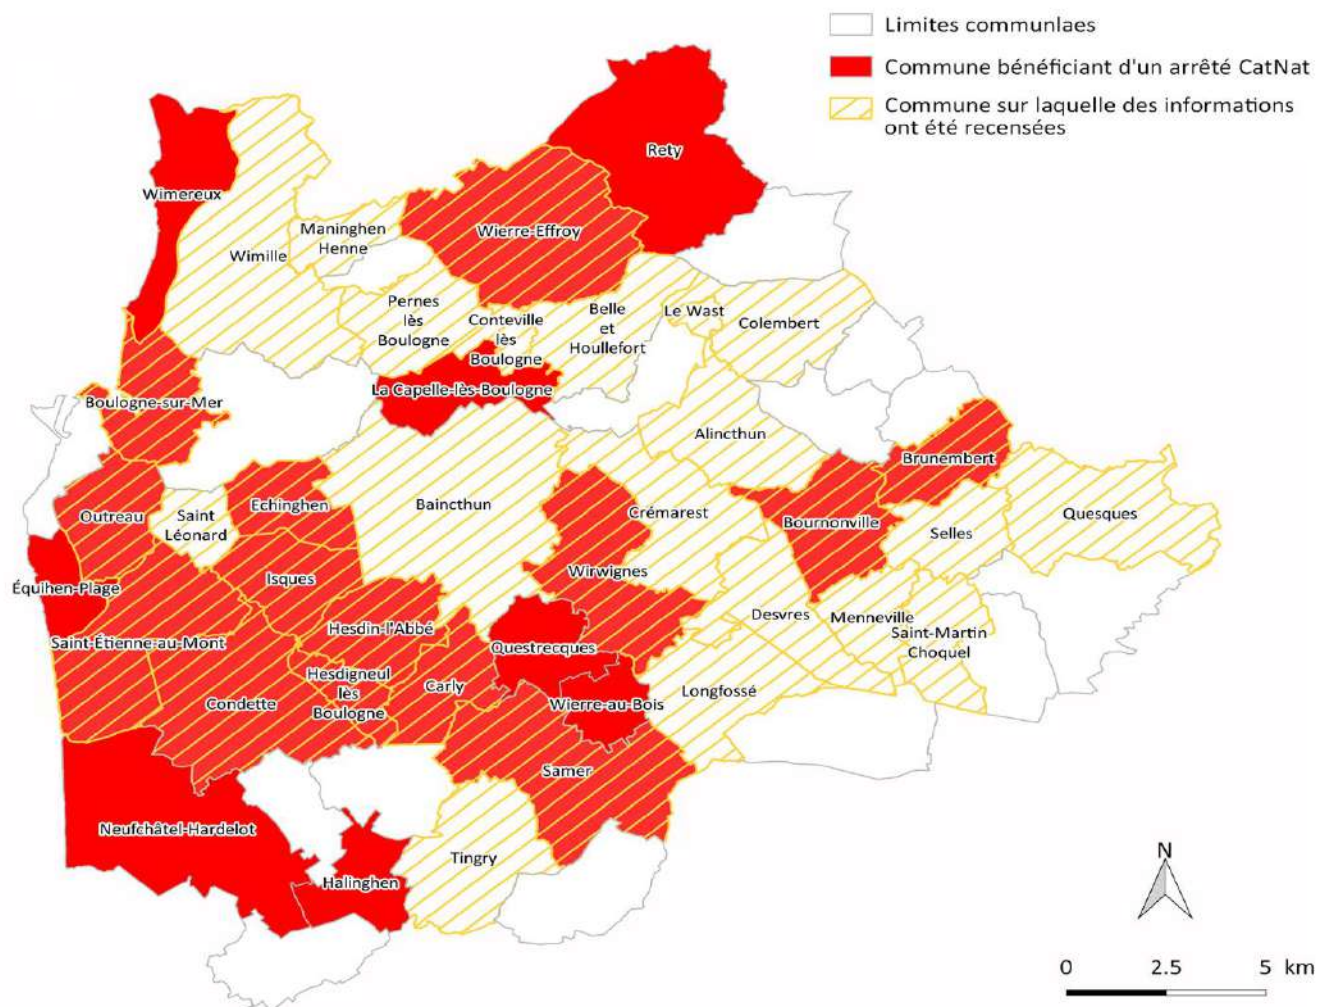 Limites communlaes
Commune bénéficiant d'un arrêté CatNat
Commune sur laquelle des informations
ont été recensées
Rety
Wimereux
Maninghen
Henne
Wierre-Effroy
Wimille
Pernes
lès
Boulogne
Conteville
lès
Boulogne
Belle
et
Houllefort
Le Wast
Colembert
La Capelle-lès-Boulogne
Boulogne-sur-Mer
Alincthun
Brunembert
Outreau
Saint
Léonard
Echinghen
Baincthun
Crémarest
Bournonville
Selles
Quesques
Équihen-Plage
Isques
Wirwignes
Desvres
Menneville
Saint-Martin
Choquel
Saint-Étienne-au-Mont
Hesdin-l'Abbé
Questrecques
Condette
Hesdigneul
lès
Boulogne
Carly
Wierre-au-Bois
Longfossé
Samer
Neufchâtel-Hardelot
Tingry
Halinghen
N
0 2.5 5 km